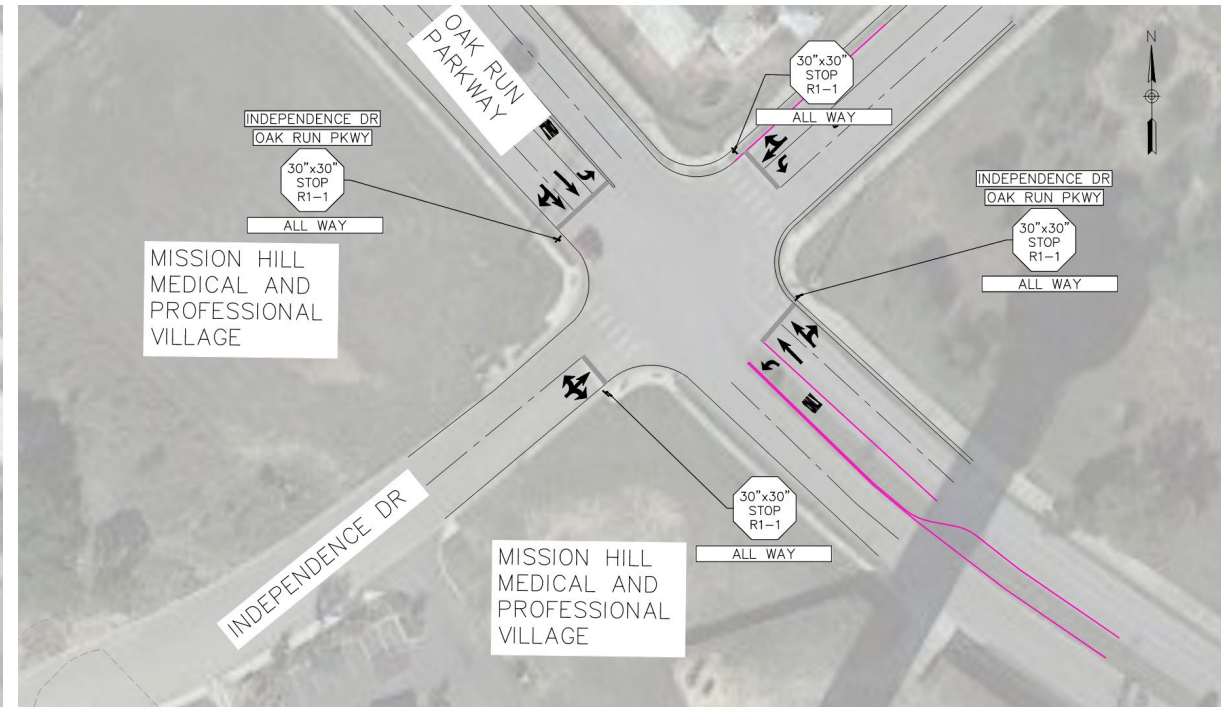 N
OAK RUN
PARKWAY
30"x30"
STOP
R1-1
ALL WAY
INDEPENDENCE DR
OAK RUN PKWY
30"x30"
STOP
R1-1
ALL WAY
INDEPENDENCE DR
OAK RUN PKWY
30"x30"
STOP
R1-1
ALL WAY
MISSION HILL
MEDICAL AND
PROFESSIONAL
VILLAGE
INDEPENDENCE DR
30"x30"
STOP
R1-1
ALL WAY
MISSION HILL
MEDICAL AND
PROFESSIONAL
VILLAGE